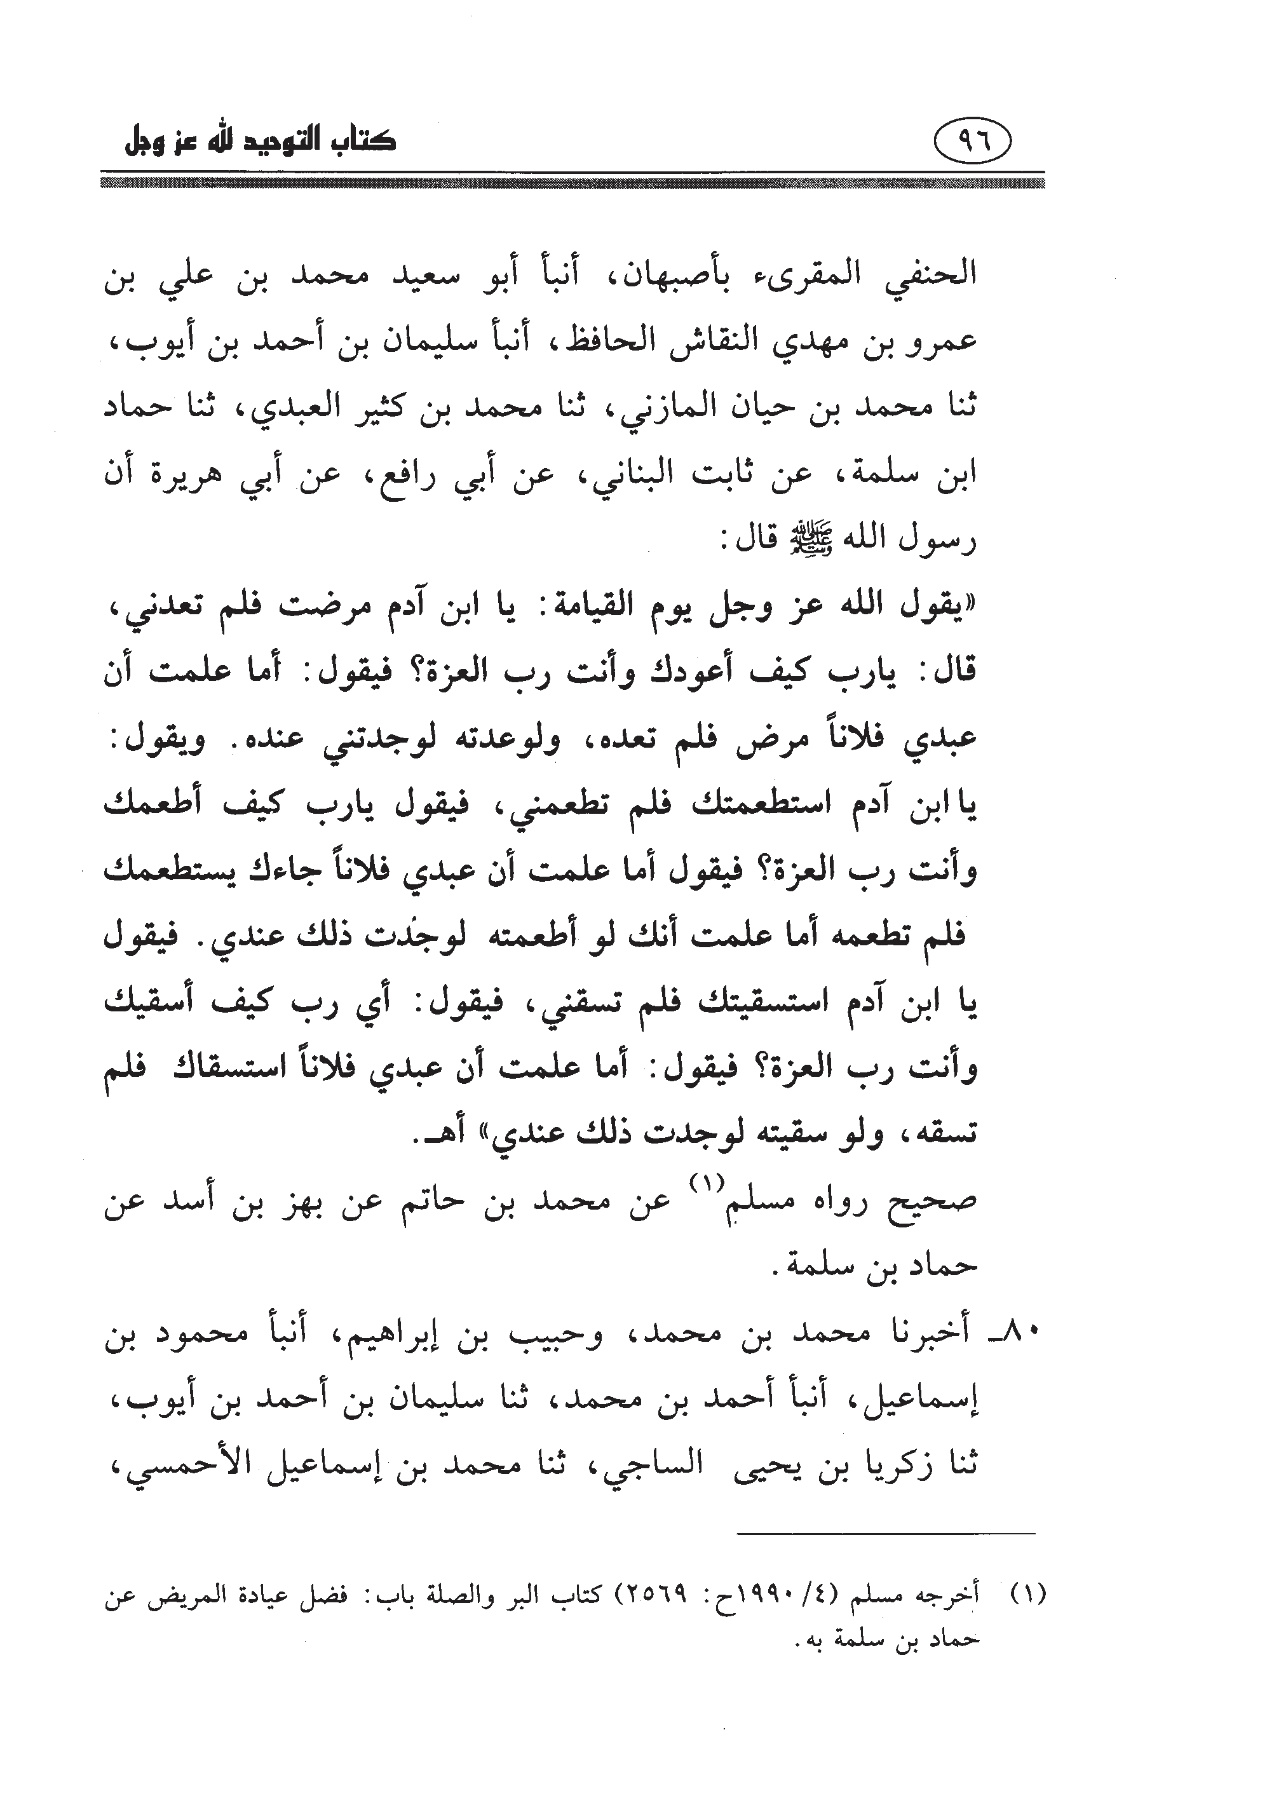 ٩٦ كتاب التوحيد لله عز وجل
الحنفي المقرىء بأصبهان، أنبأ أبو سعيد محمد بن علي بن
عمرو بن مهدي النقاش الحافظ، أنبأ سليمان بن أحمد بن أيوب،
ثنا محمد بن حيان المازني، ثنا محمد بن كثير العبدي، ثنا حماد
ابن سلمة، عن ثابت البناني، عن أبي رافع، عن أبي هريرة أن
رسول الله ﷺ قال:
«يقول الله عز وجل يوم القيامة: يا ابن آدم مرضت فلم تعدني،
قال: يارب كيف أعودك وأنت رب العزة؟ فيقول: أما علمت أن
عبدي فلاناً مرض فلم تعده، ولوعدته لوجدتني عنده. ويقول:
يا ابن آدم استطعمتك فلم تطعمني، فيقول يارب كيف أطعمك
وأنت رب العزة؟ فيقول أما علمت أن عبدي فلاناً جاءك يستطعمك
فلم تطعمه أما علمت أنك لو أطعمته لوجُدت ذلك عندي. فيقول
يا ابن آدم استسقيتك فلم تسقني، فيقول: أي رب كيف أسقيك
وأنت رب العزة؟ فيقول: أما علمت أن عبدي فلاناً استسقاك فلم
تسقه، ولو سقيته لوجدت ذلك عندي» أهـ.
صحيح رواه مسلم(١) عن محمد بن حاتم عن بهز بن أسد عن
حماد بن سلمة.
٨٠ـ أخبرنا محمد بن محمد، وحبيب بن إبراهيم، أنبأ محمود بن
إسماعيل، أنبأ أحمد بن محمد، ثنا سليمان بن أحمد بن أيوب،
ثنا زكريا بن يحيى الساجي، ثنا محمد بن إسماعيل الأحمسي،
(١) أخرجه مسلم (٤/ ١٩٩٠ح: ٢٥٦٩) كتاب البر والصلة باب: فضل عيادة المريض عن
حماد بن سلمة به.